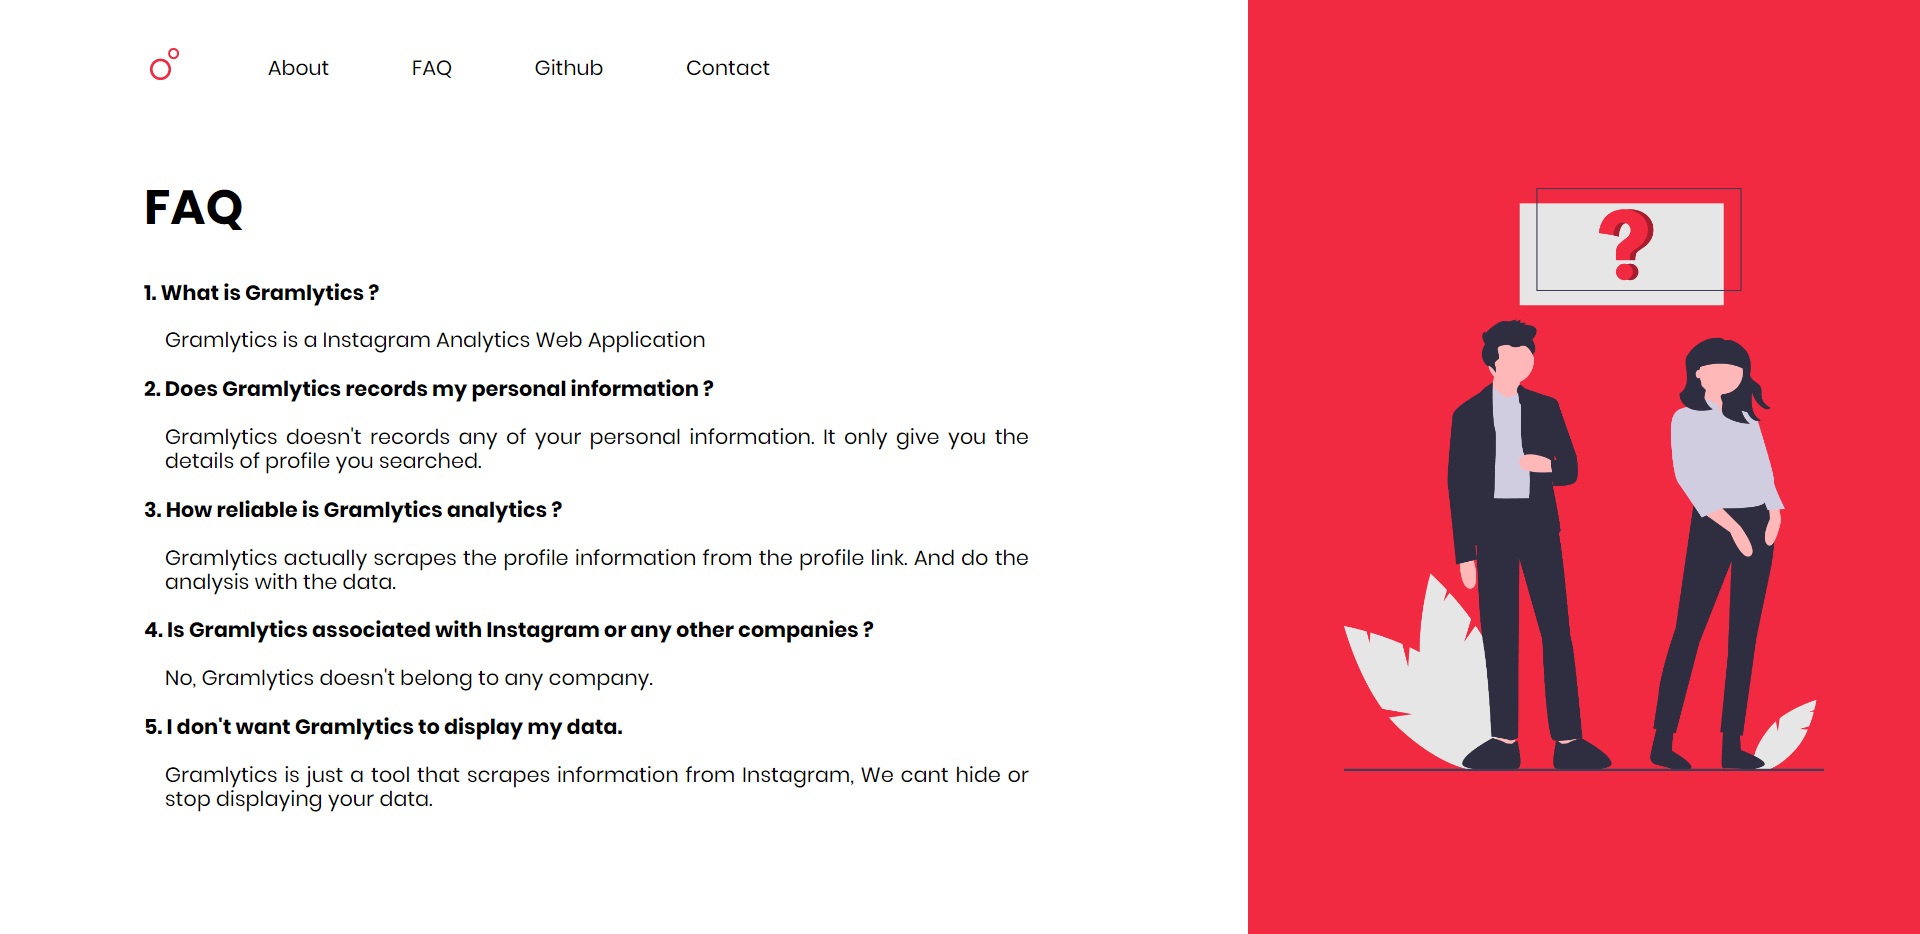 About FAQ Github Contact
FAQ
1. What is Gramlytics ?
Gramlytics is a Instagram Analytics Web Application
2. Does Gramlytics records my personal information ?
Gramlytics doesn't records any of your personal information. It only give you the
details of profile you searched.
3. How reliable is Gramlytics analytics ?
Gramlytics actually scrapes the profile information from the profile link. And do the
analysis with the data.
4. Is Gramlytics associated with Instagram or any other companies ?
No, Gramlytics doesn't belong to any company.
5. I don't want Gramlytics to display my data.
Gramlytics is just a tool that scrapes information from Instagram, We cant hide or
stop displaying your data.
?